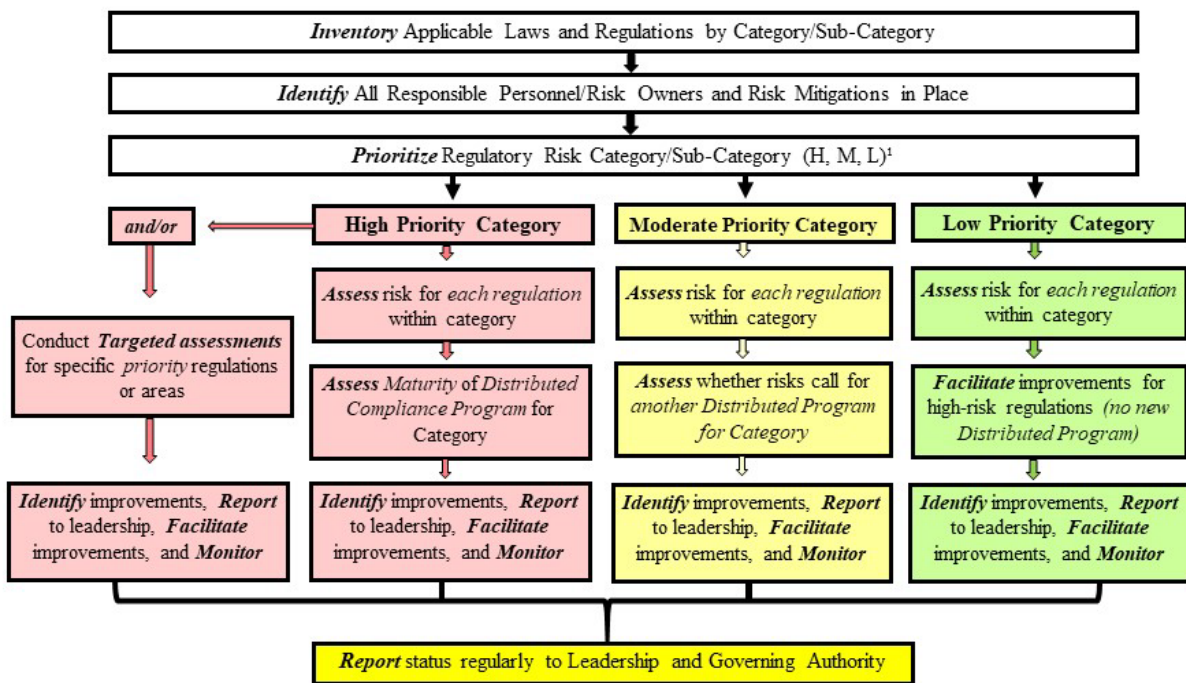 Inventory Applicable Laws and Regulations by Category/Sub-Category
Identify All Responsible Personnel/Risk Owners and Risk Mitigations in Place
Prioritize Regulatory Risk Category/Sub-Category (H, M, L)¹
and/or
High Priority Category
Moderate Priority Category
Low Priority Category
Conduct Targeted assessments
for specific priority regulations
or areas
Assess risk for each regulation
within category
Assess risk for each regulation
within category
Assess risk for each regulation
within category
Assess Maturity of Distributed
Compliance Program for
Category
Assess whether risks call for
another Distributed Program
for Category
Facilitate improvements for
high-risk regulations (no new
Distributed Program)
Identify improvements, Report
to leadership, Facilitate
improvements, and Monitor
Identify improvements, Report
to leadership, Facilitate
improvements, and Monitor
Identify improvements, Report
to leadership, Facilitate
improvements, and Monitor
Identify improvements, Report
to leadership, Facilitate
improvements, and Monitor
Report status regularly to Leadership and Governing Authority